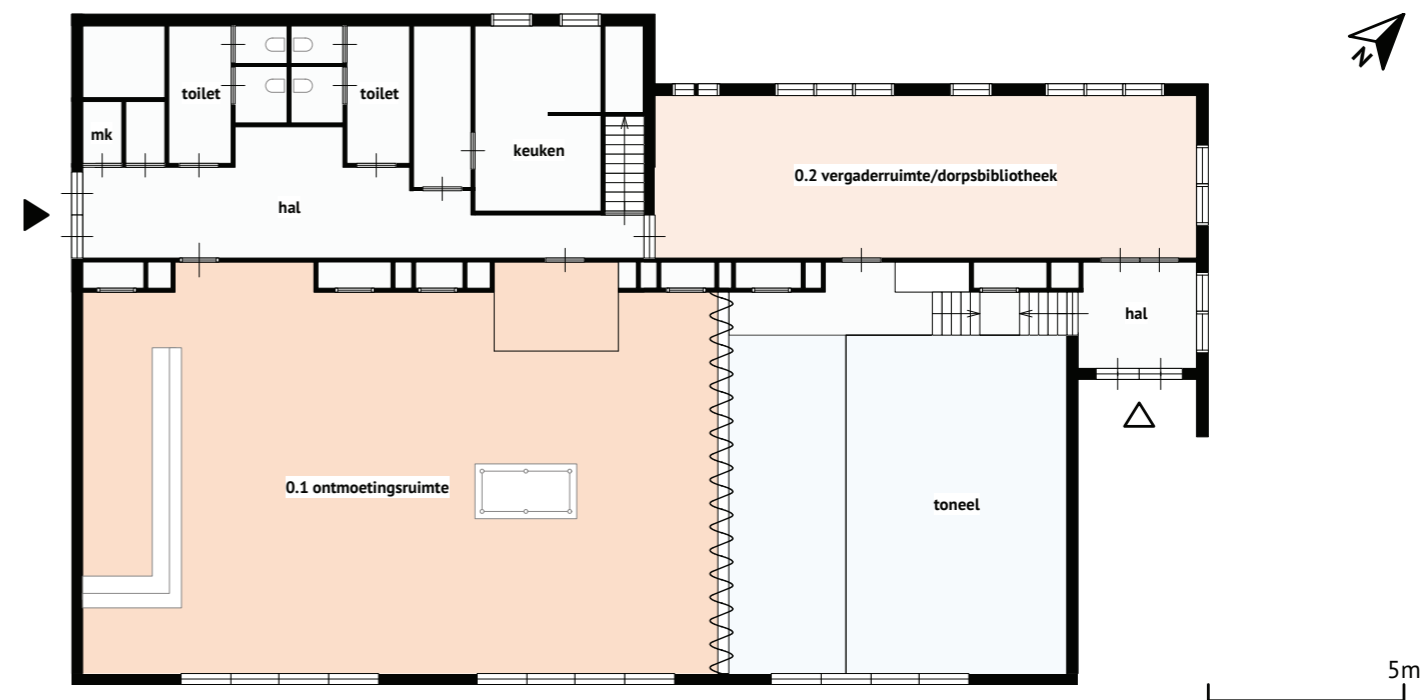 N
toilet
toilet
mk
keuken
0.2 vergaderruimte/dorpsbibliotheek
hal
hal
0.1 ontmoetingsruimte
toneel
5m